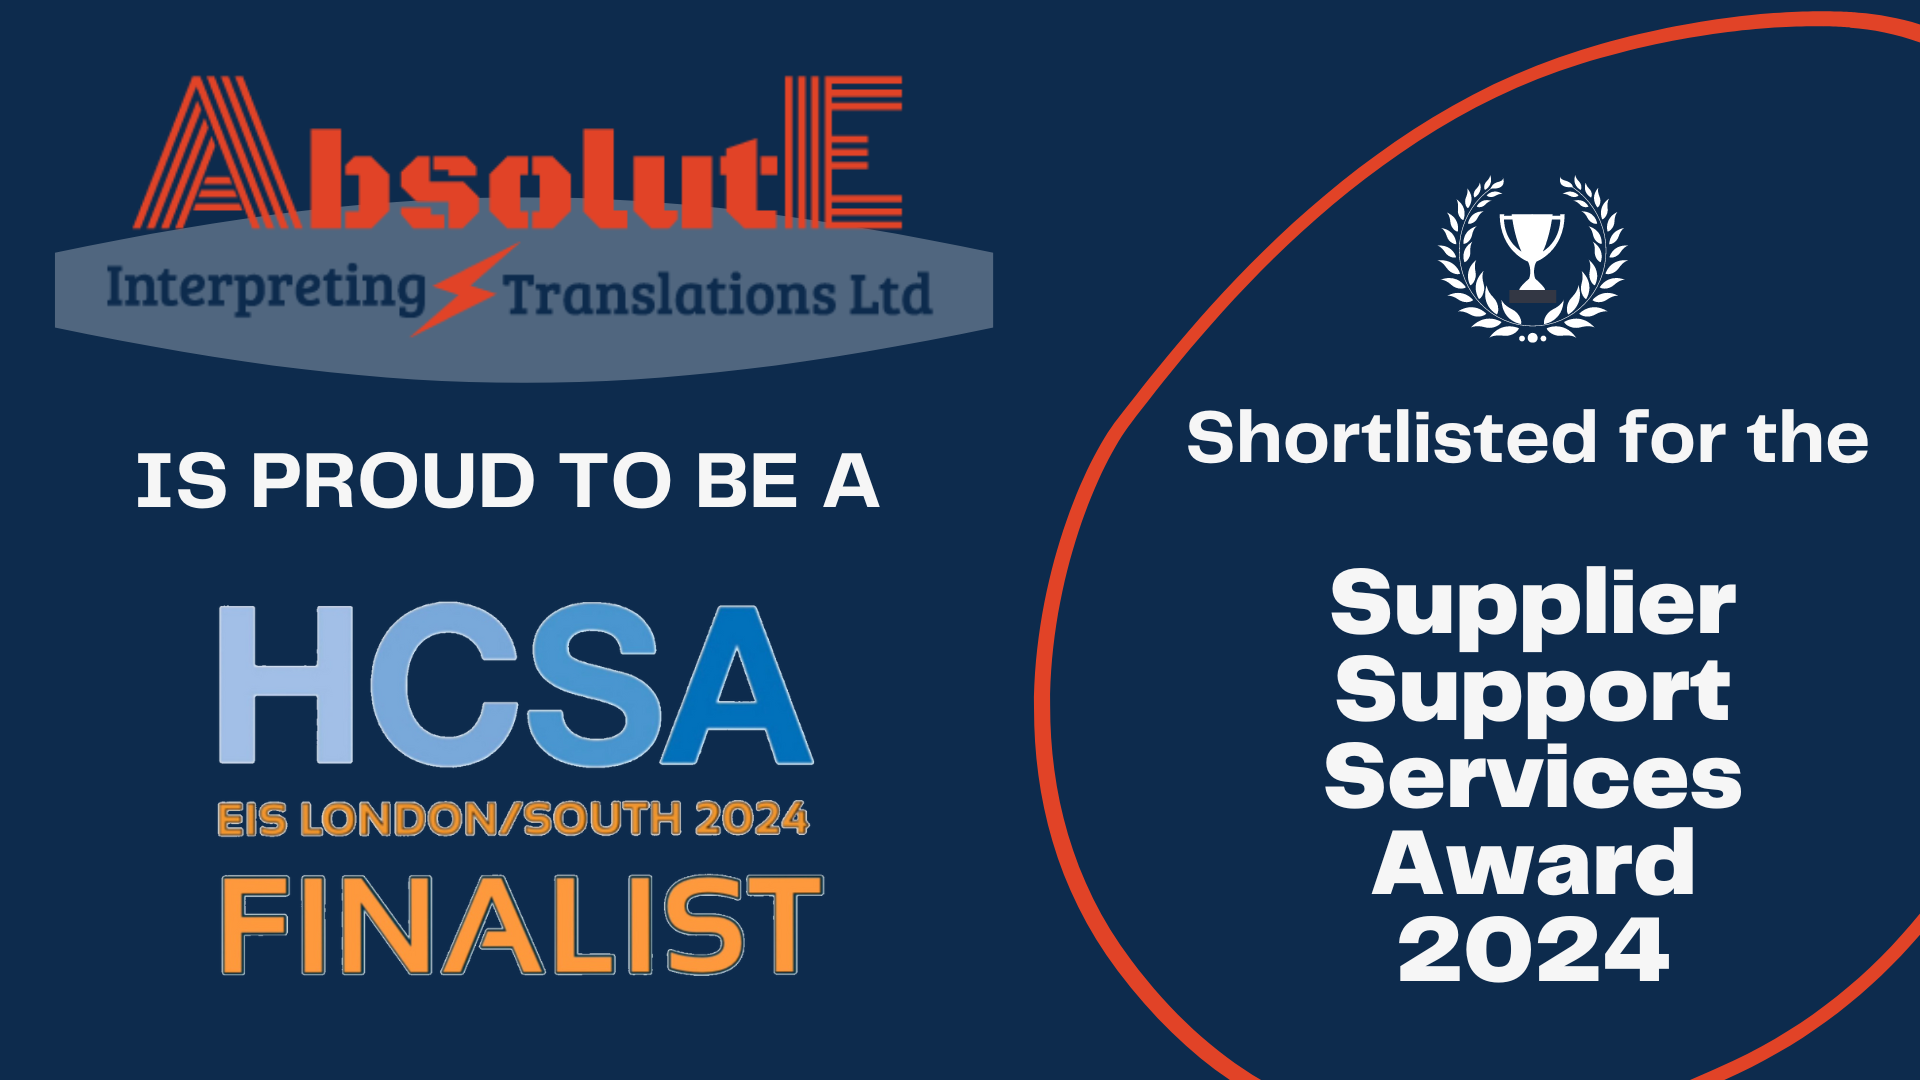 AbsolutE
Interpreting Translations Ltd
IS PROUD TO BE A
HCSA
EIS LONDON/SOUTH 2024
FINALIST
Shortlisted for the
Supplier
Support
Services
Award
2024